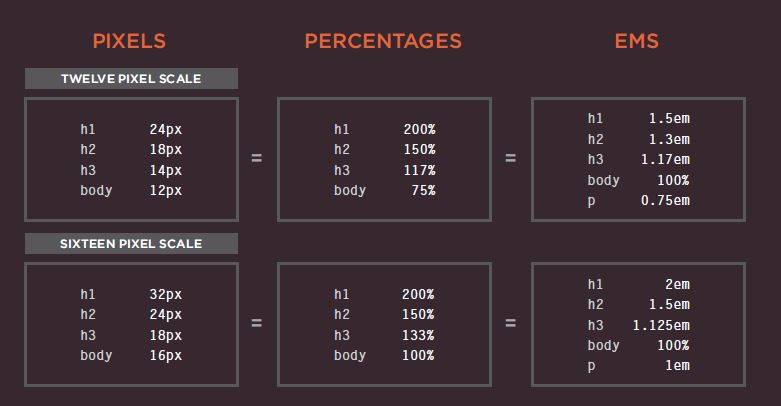 PIXELS PERCENTAGES EMS
TWELVE PIXEL SCALE
h1 24px
h2 18px
h3 14px
body 12px
=
h1 200%
h2 150%
h3 117%
body 75%
=
h1 1.5em
h2 1.3em
h3 1.17em
body 100%
p 0.75em
SIXTEEN PIXEL SCALE
h1 32px
h2 24px
h3 18px
body 16px
=
h1 200%
h2 150%
h3 133%
body 100%
=
h1 2em
h2 1.5em
h3 1.125em
body 100%
p 1em